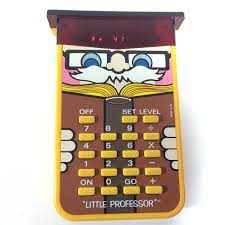 OFF SET LEVEL
7 8 9 ÷
4 5 6 ×
1 2 3 −
ON 0 GO +
"LITTLE PROFESSOR"